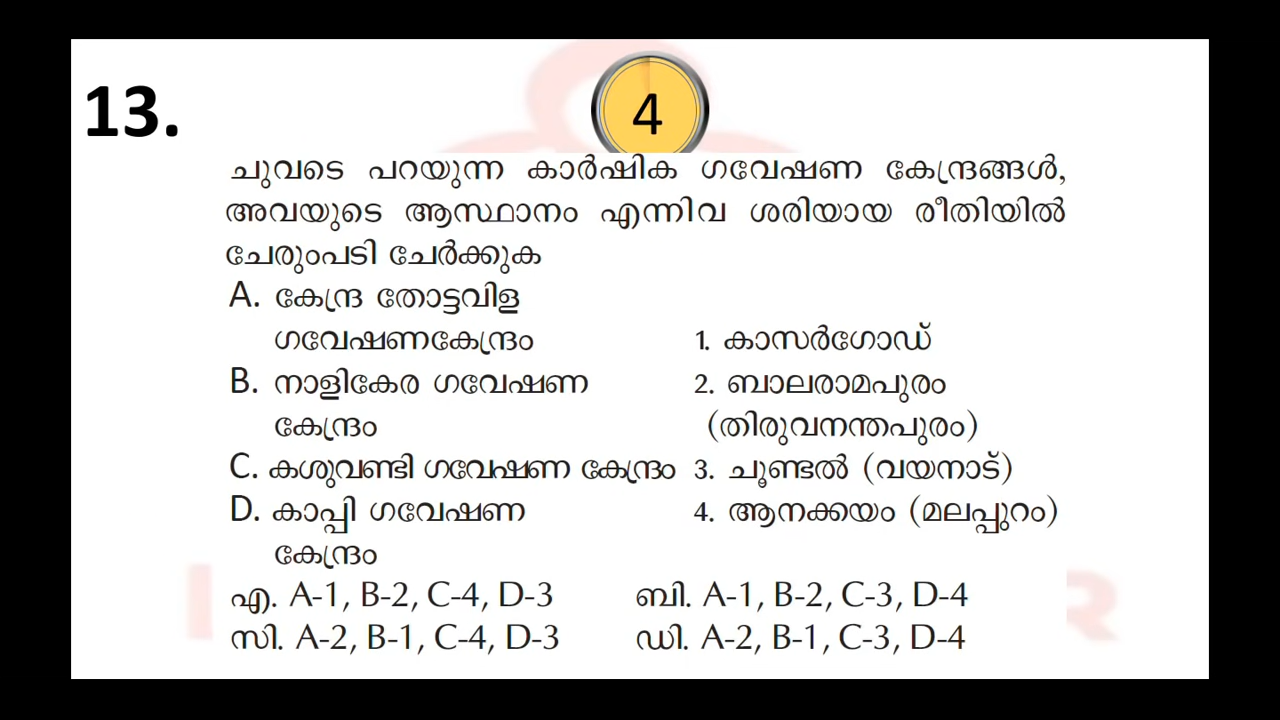 13.
4
ചുവടെ പറയുന്ന കാർഷിക ഗവേഷണ കേന്ദ്രങ്ങൾ,
അവയുടെ ആസ്ഥാനം എന്നിവ ശരിയായ രീതിയിൽ
ചേരുംപടി ചേർക്കുക
A. കേന്ദ്ര തോട്ടവിള
ഗവേഷണകേന്ദ്രം 1. കാസർഗോഡ്
B. നാളികേര ഗവേഷണ 2. ബാലരാമപുരം
കേന്ദ്രം (തിരുവനന്തപുരം)
C. കശുവണ്ടി ഗവേഷണ കേന്ദ്രം 3. ചൂണ്ടൽ (വയനാട്)
D. കാപ്പി ഗവേഷണ 4. ആനക്കയം (മലപ്പുറം)
കേന്ദ്രം
എ. A-1, B-2, C-4, D-3 ബി. A-1, B-2, C-3, D-4
സി. A-2, B-1, C-4, D-3 ഡി. A-2, B-1, C-3, D-4